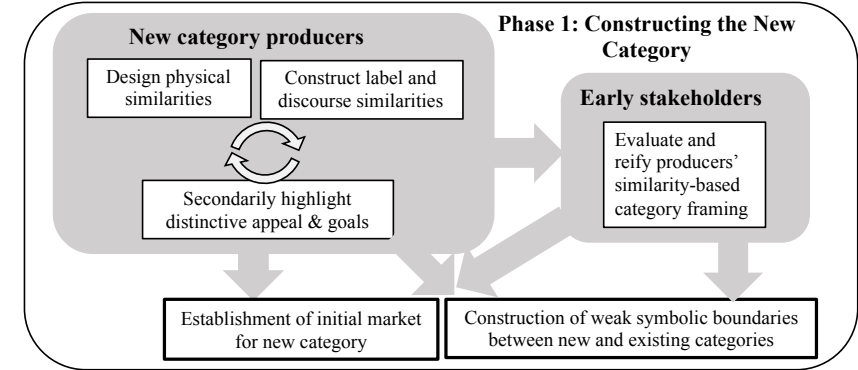 Phase 1: Constructing the New
Category
New category producers
Design physical
similarities
Construct label and
discourse similarities
Secondarily highlight
distinctive appeal & goals
Early stakeholders
Evaluate and
reify producers’
similarity-based
category framing
Establishment of initial market
for new category
Construction of weak symbolic boundaries
between new and existing categories